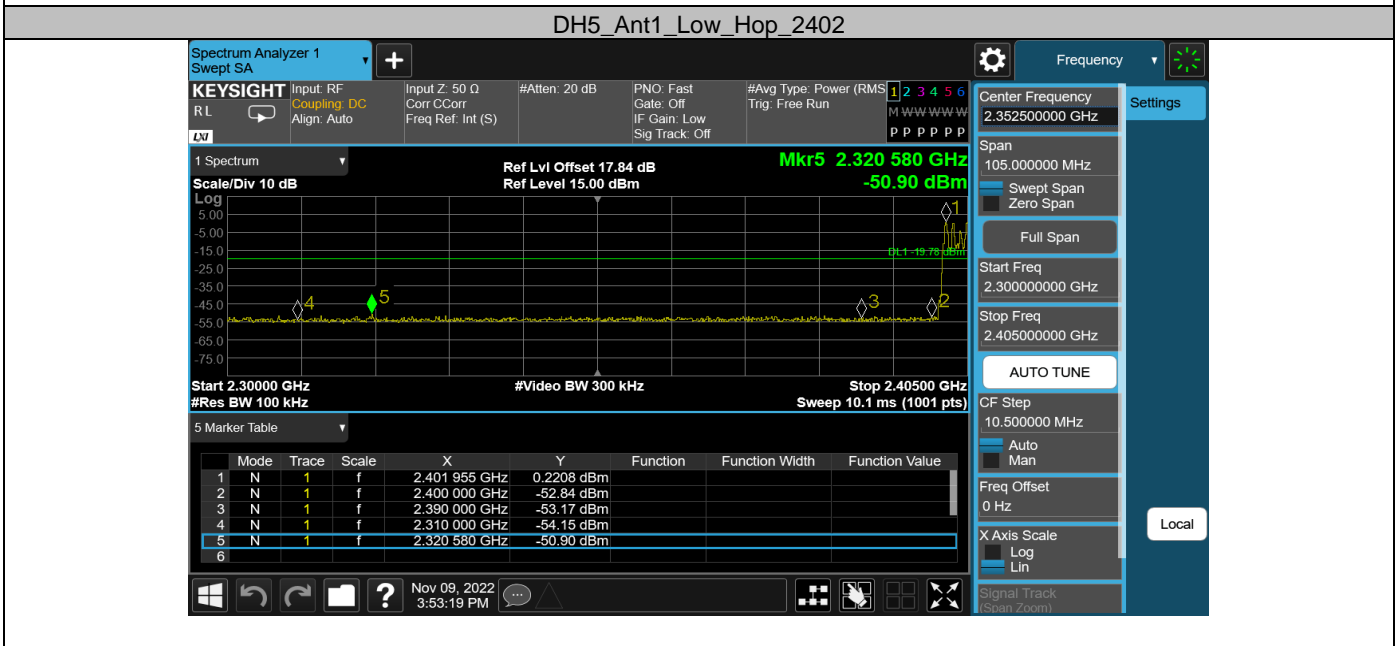 DH5_Ant1_Low_Hop_2402
Spectrum Analyzer 1
Swept SA
Frequency
KEYSIGHT
RL
LXI
Input: RF
Coupling: DC
Align: Auto
Input Z: 50 Ω
Corr CCorr
Freq Ref: Int (S)
#Atten: 20 dB
PNO: Fast
Gate: Off
IF Gain: Low
Sig Track: Off
#Avg Type: Power (RMS
Trig: Free Run
1 2 3 4 5 6
M W W W W W
P P P P P P
1 Spectrum
Scale/Div 10 dB
Ref Lvl Offset 17.84 dB
Ref Level 15.00 dBm
Mkr5 2.320 580 GHz
-50.90 dBm
Log
5.00
-5.00
-15.0
-25.0
-35.0
-45.0
-55.0
-65.0
-75.0
1
DL1 -19.78 dBm
4
5
3
2
Start 2.30000 GHz
#Video BW 300 kHz
Stop 2.40500 GHz
#Res BW 100 kHz
Sweep 10.1 ms (1001 pts)
5 Marker Table
Mode Trace Scale X Y Function Function Width Function Value
1 N 1 f 2.401 955 GHz 0.2208 dBm
2 N 1 f 2.400 000 GHz -52.84 dBm
3 N 1 f 2.390 000 GHz -53.17 dBm
4 N 1 f 2.310 000 GHz -54.15 dBm
5 N 1 f 2.320 580 GHz -50.90 dBm
6
Nov 09, 2022
3:53:19 PM
Center Frequency
2.352500000 GHz
Settings
Span
105.000000 MHz
Swept Span
Zero Span
Full Span
Start Freq
2.300000000 GHz
Stop Freq
2.405000000 GHz
AUTO TUNE
CF Step
10.500000 MHz
Auto
Man
Freq Offset
0 Hz
Local
X Axis Scale
Log
Lin
Signal Track
(Span Zoom)